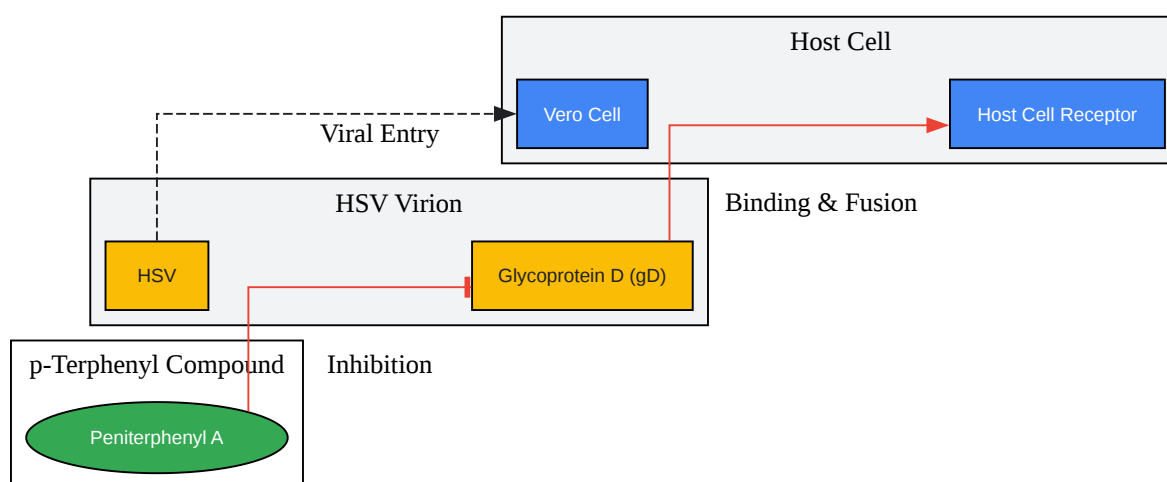 Host Cell
Vero Cell
Host Cell Receptor
Viral Entry
HSV Virion
Binding & Fusion
HSV
Glycoprotein D (gD)
p-Terphenyl Compound
Inhibition
Peniterphenyl A